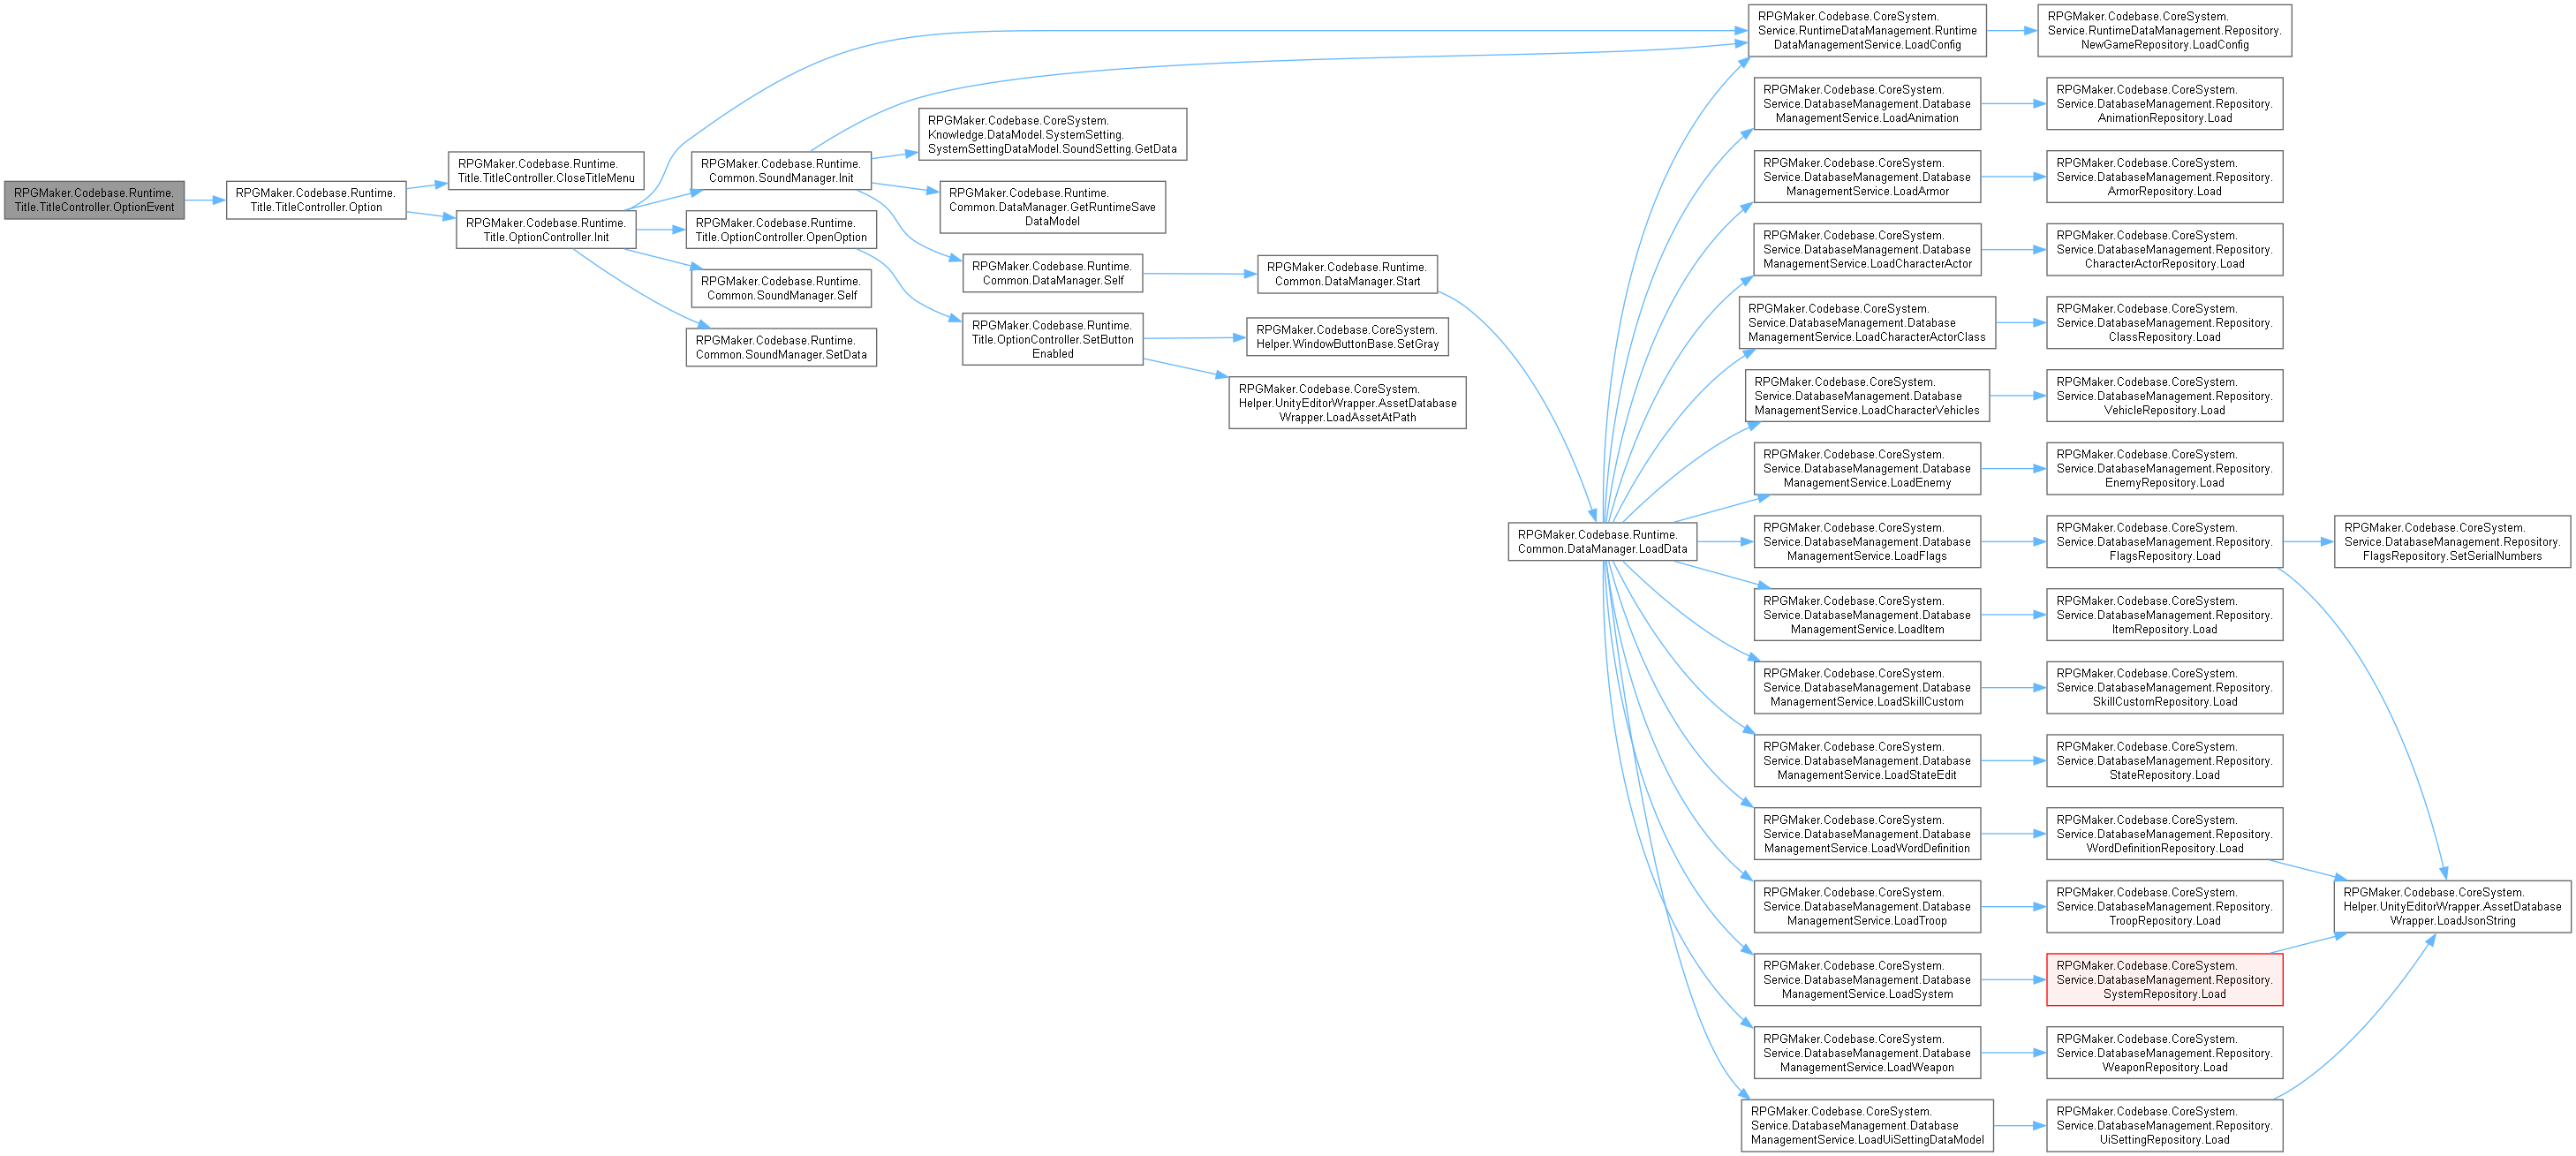 RPGMaker.Codebase.Runtime.
Title.TitleController.OptionEvent
RPGMaker.Codebase.Runtime.
Title.TitleController.Option
RPGMaker.Codebase.Runtime.
Title.TitleController.CloseTitleMenu
RPGMaker.Codebase.Runtime.
Title.OptionController.Init
RPGMaker.Codebase.Runtime.
Common.SoundManager.Init
RPGMaker.Codebase.Runtime.
Title.OptionController.OpenOption
RPGMaker.Codebase.Runtime.
Common.SoundManager.Self
RPGMaker.Codebase.Runtime.
Common.SoundManager.SetData
RPGMaker.Codebase.CoreSystem.
Knowledge.DataModel.SystemSetting.
SystemSettingDataModel.SoundSetting.GetData
RPGMaker.Codebase.Runtime.
Common.DataManager.GetRuntimeSave
DataModel
RPGMaker.Codebase.Runtime.
Common.DataManager.Self
RPGMaker.Codebase.Runtime.
Title.OptionController.SetButton
Enabled
RPGMaker.Codebase.Runtime.
Common.DataManager.Start
RPGMaker.Codebase.CoreSystem.
Helper.WindowButtonBase.SetGray
RPGMaker.Codebase.CoreSystem.
Helper.UnityEditorWrapper.AssetDatabase
Wrapper.LoadAssetAtPath
RPGMaker.Codebase.Runtime.
Common.DataManager.LoadData
RPGMaker.Codebase.CoreSystem.
Service.RuntimeDataManagement.Runtime
DataManagementService.LoadConfig
RPGMaker.Codebase.CoreSystem.
Service.RuntimeDataManagement.Repository.
NewGameRepository.LoadConfig
RPGMaker.Codebase.CoreSystem.
Service.DatabaseManagement.Database
ManagementService.LoadAnimation
RPGMaker.Codebase.CoreSystem.
Service.DatabaseManagement.Repository.
AnimationRepository.Load
RPGMaker.Codebase.CoreSystem.
Service.DatabaseManagement.Database
ManagementService.LoadArmor
RPGMaker.Codebase.CoreSystem.
Service.DatabaseManagement.Repository.
ArmorRepository.Load
RPGMaker.Codebase.CoreSystem.
Service.DatabaseManagement.Database
ManagementService.LoadCharacterActor
RPGMaker.Codebase.CoreSystem.
Service.DatabaseManagement.Repository.
CharacterActorRepository.Load
RPGMaker.Codebase.CoreSystem.
Service.DatabaseManagement.Database
ManagementService.LoadCharacterActorClass
RPGMaker.Codebase.CoreSystem.
Service.DatabaseManagement.Repository.
ClassRepository.Load
RPGMaker.Codebase.CoreSystem.
Service.DatabaseManagement.Database
ManagementService.LoadCharacterVehicles
RPGMaker.Codebase.CoreSystem.
Service.DatabaseManagement.Repository.
VehicleRepository.Load
RPGMaker.Codebase.CoreSystem.
Service.DatabaseManagement.Database
ManagementService.LoadEnemy
RPGMaker.Codebase.CoreSystem.
Service.DatabaseManagement.Repository.
EnemyRepository.Load
RPGMaker.Codebase.CoreSystem.
Service.DatabaseManagement.Database
ManagementService.LoadFlags
RPGMaker.Codebase.CoreSystem.
Service.DatabaseManagement.Repository.
FlagsRepository.Load
RPGMaker.Codebase.CoreSystem.
Service.DatabaseManagement.Repository.
FlagsRepository.SetSerialNumbers
RPGMaker.Codebase.CoreSystem.
Service.DatabaseManagement.Database
ManagementService.LoadItem
RPGMaker.Codebase.CoreSystem.
Service.DatabaseManagement.Repository.
ItemRepository.Load
RPGMaker.Codebase.CoreSystem.
Service.DatabaseManagement.Database
ManagementService.LoadSkillCustom
RPGMaker.Codebase.CoreSystem.
Service.DatabaseManagement.Repository.
SkillCustomRepository.Load
RPGMaker.Codebase.CoreSystem.
Service.DatabaseManagement.Database
ManagementService.LoadStateEdit
RPGMaker.Codebase.CoreSystem.
Service.DatabaseManagement.Repository.
StateRepository.Load
RPGMaker.Codebase.CoreSystem.
Service.DatabaseManagement.Database
ManagementService.LoadWordDefinition
RPGMaker.Codebase.CoreSystem.
Service.DatabaseManagement.Repository.
WordDefinitionRepository.Load
RPGMaker.Codebase.CoreSystem.
Service.DatabaseManagement.Database
ManagementService.LoadTroop
RPGMaker.Codebase.CoreSystem.
Service.DatabaseManagement.Repository.
TroopRepository.Load
RPGMaker.Codebase.CoreSystem.
Helper.UnityEditorWrapper.AssetDatabase
Wrapper.LoadJsonString
RPGMaker.Codebase.CoreSystem.
Service.DatabaseManagement.Database
ManagementService.LoadSystem
RPGMaker.Codebase.CoreSystem.
Service.DatabaseManagement.Repository.
SystemRepository.Load
RPGMaker.Codebase.CoreSystem.
Service.DatabaseManagement.Database
ManagementService.LoadWeapon
RPGMaker.Codebase.CoreSystem.
Service.DatabaseManagement.Repository.
WeaponRepository.Load
RPGMaker.Codebase.CoreSystem.
Service.DatabaseManagement.Database
ManagementService.LoadUiSettingDataModel
RPGMaker.Codebase.CoreSystem.
Service.DatabaseManagement.Repository.
UiSettingRepository.Load